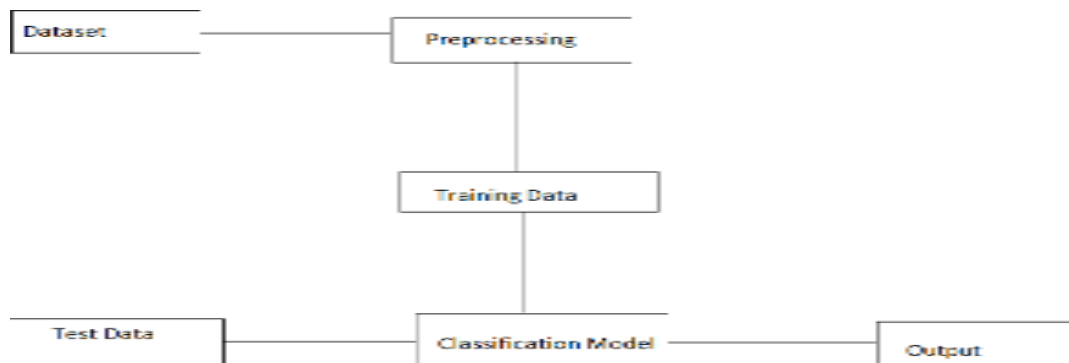 Dataset
Preprocessing
Training Data
Test Data
Classification Model
Output